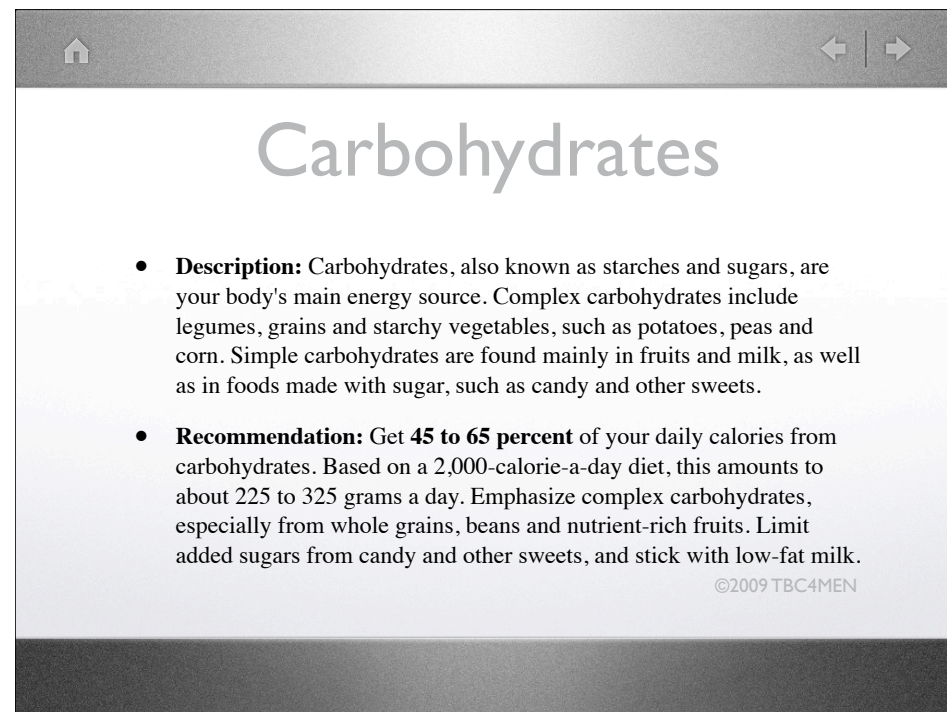 Carbohydrates
• Description: Carbohydrates, also known as starches and sugars, are
your body's main energy source. Complex carbohydrates include
legumes, grains and starchy vegetables, such as potatoes, peas and
corn. Simple carbohydrates are found mainly in fruits and milk, as well
as in foods made with sugar, such as candy and other sweets.
• Recommendation: Get 45 to 65 percent of your daily calories from
carbohydrates. Based on a 2,000-calorie-a-day diet, this amounts to
about 225 to 325 grams a day. Emphasize complex carbohydrates,
especially from whole grains, beans and nutrient-rich fruits. Limit
added sugars from candy and other sweets, and stick with low-fat milk.
©2009 TBC4MEN